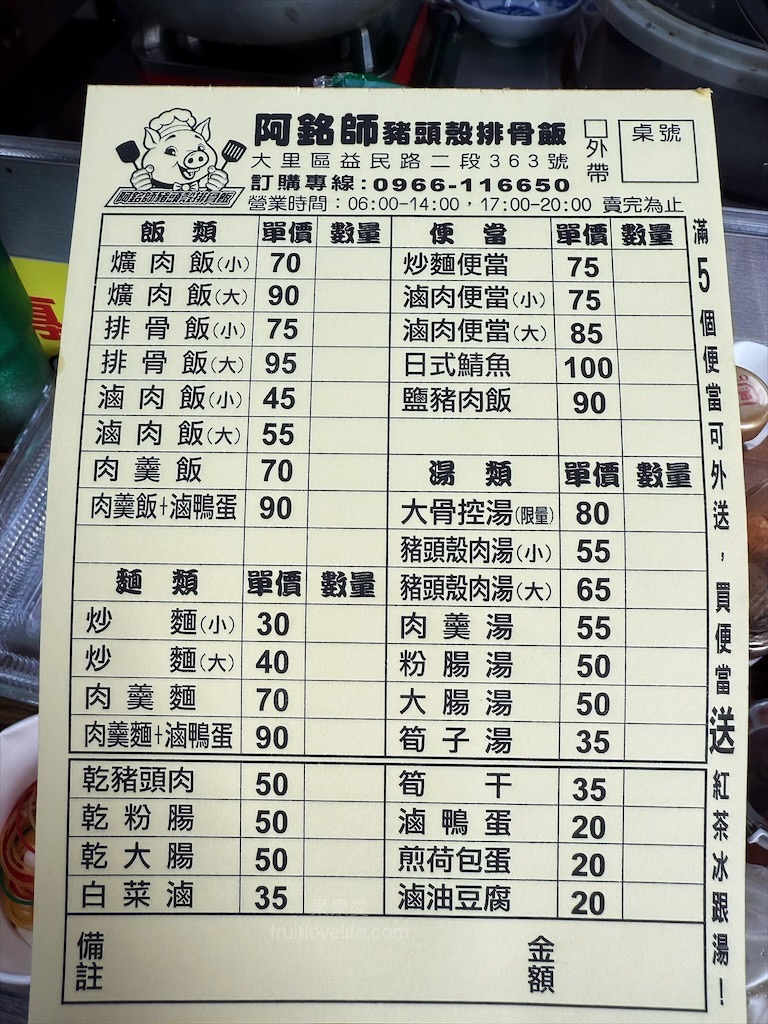 阿銘師豬頭殼排骨飯
阿銘師豬頭殼排骨飯
大里區益民路二段363號
訂購專線:0966-116650
營業時間:06:00-14:00,17:00-20:00 賣完為止
□外帶
桌號
飯類 單價 數量
爌肉飯(小) 70
爌肉飯(大) 90
排骨飯(小) 75
排骨飯(大) 95
滷肉飯(小) 45
滷肉飯(大) 55
肉羹飯 70
肉羹飯+滷鴨蛋 90
麵類 單價 數量
炒麵(小) 30
炒麵(大) 40
肉羹麵 70
肉羹麵+滷鴨蛋 90
便當 單價 數量
炒麵便當 75
滷肉便當(小) 75
滷肉便當(大) 85
日式鯖魚 100
鹽豬肉飯 90
湯類 單價 數量
大骨控湯(限量) 80
豬頭殼肉湯(小) 55
豬頭殼肉湯(大) 65
肉羹湯 55
粉腸湯 50
大腸湯 50
筍子湯 35
乾豬頭肉 50
乾粉腸 50
乾大腸 50
白菜滷 35
筍干 35
滷鴨蛋 20
煎荷包蛋 20
滷油豆腐 20
備註
金額
滿5個便當可外送,買便當送紅茶冰跟湯!
fruitlovelife.com